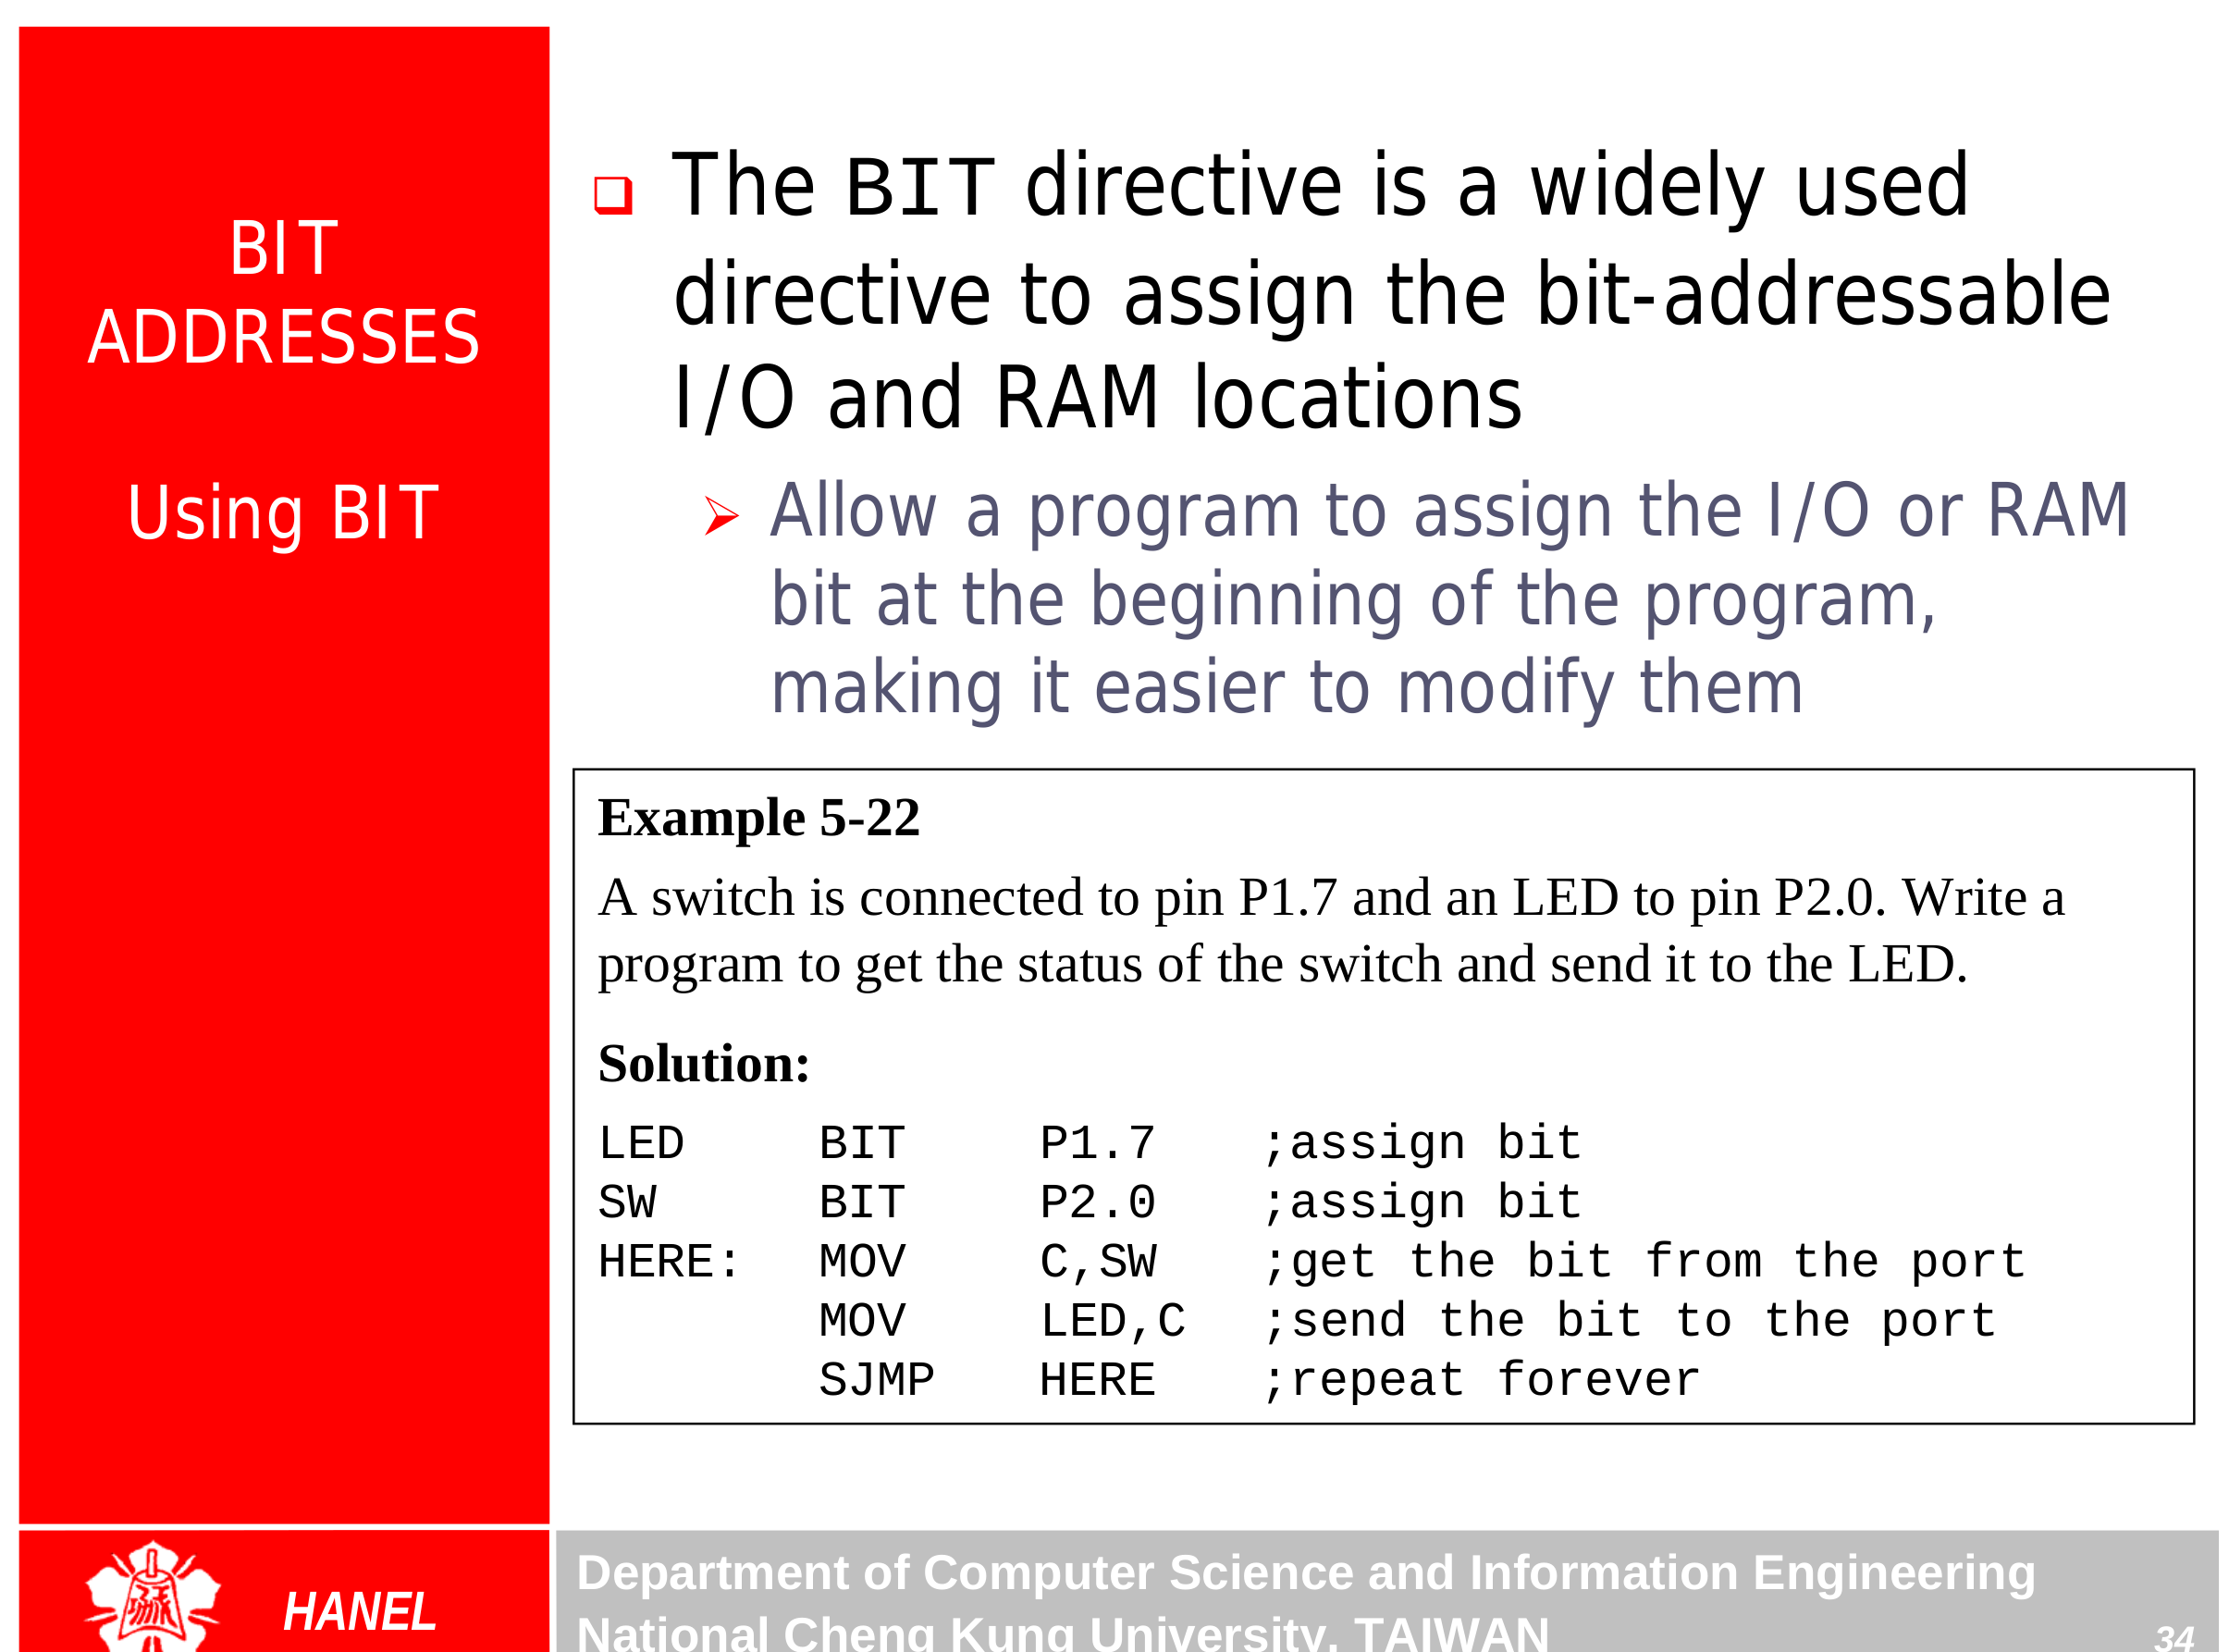 BIT
ADDRESSES
Using BIT
The BIT directive is a widely used
directive to assign the bit-addressable
I/O and RAM locations
Allow a program to assign the I/O or RAM
bit at the beginning of the program,
making it easier to modify them
Example 5-22
A switch is connected to pin P1.7 and an LED to pin P2.0. Write a
program to get the status of the switch and send it to the LED.
Solution:
LED BIT P1.7 ;assign bit
SW BIT P2.0 ;assign bit
HERE: MOV C,SW ;get the bit from the port
MOV LED,C ;send the bit to the port
SJMP HERE ;repeat forever
HANEL
Department of Computer Science and Information Engineering
National Cheng Kung University, TAIWAN
34